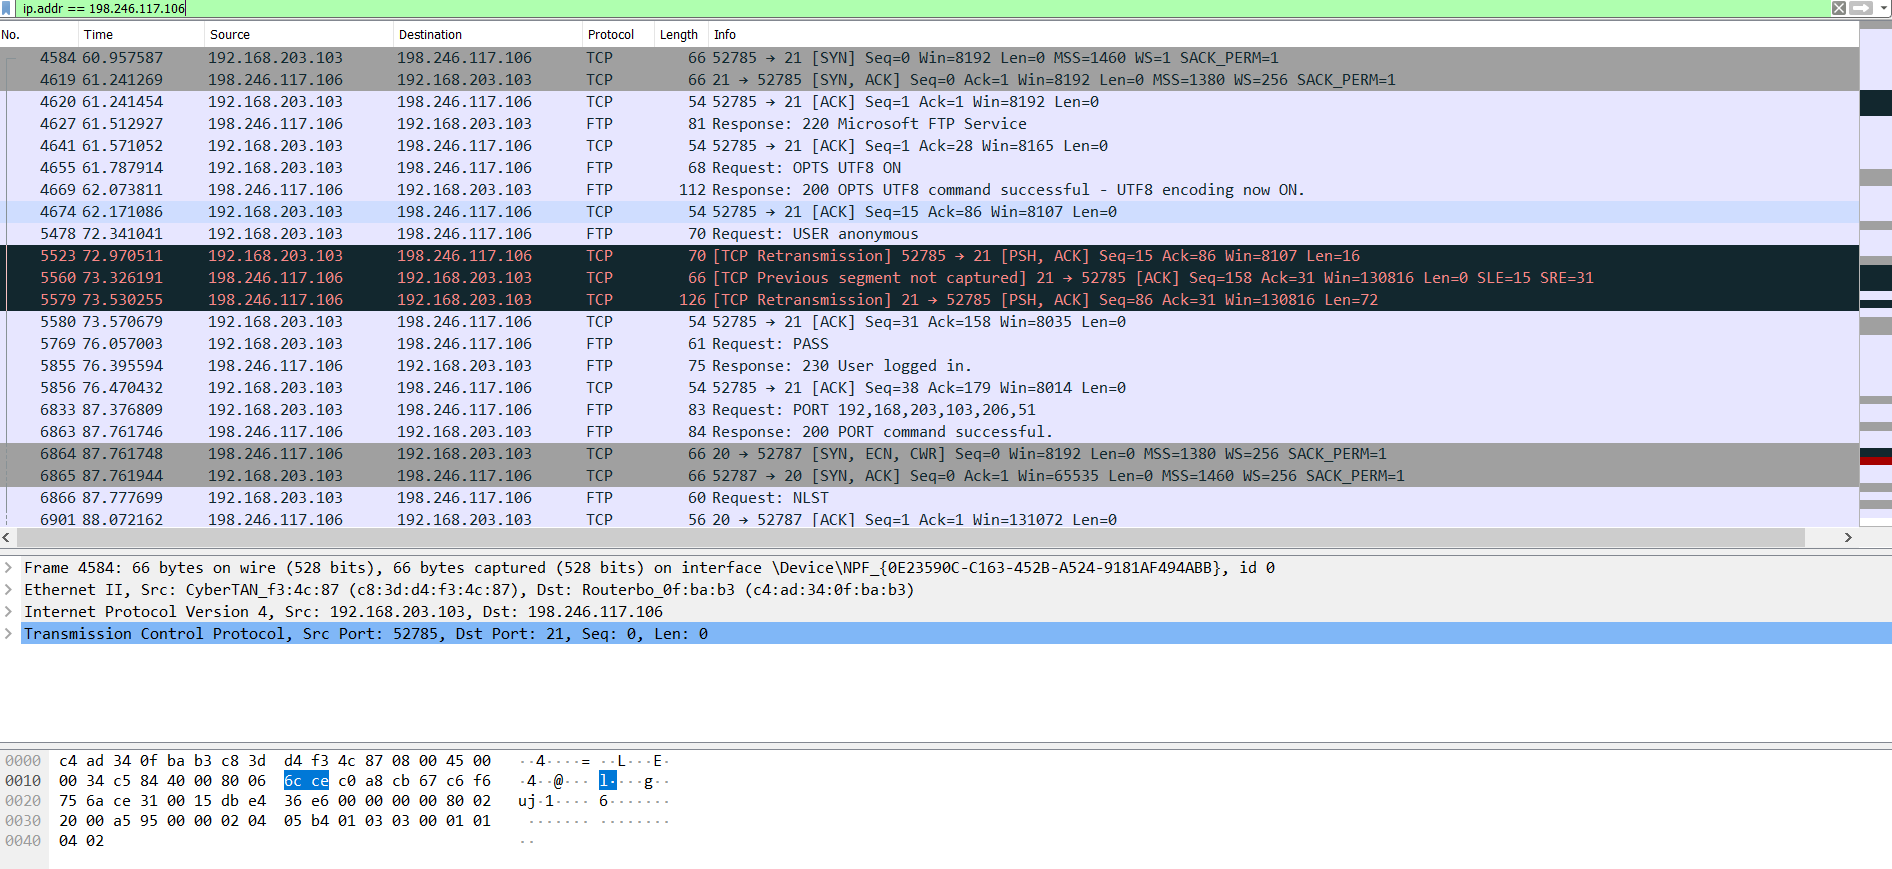 ip.addr == 198.246.117.106
No. Time Source Destination Protocol Length Info
4584 60.957587 192.168.203.103 198.246.117.106 TCP 66 52785 → 21 [SYN] Seq=0 Win=8192 Len=0 MSS=1460 WS=1 SACK_PERM=1
4619 61.241269 198.246.117.106 192.168.203.103 TCP 66 21 → 52785 [SYN, ACK] Seq=0 Ack=1 Win=8192 Len=0 MSS=1380 WS=256 SACK_PERM=1
4620 61.241454 192.168.203.103 198.246.117.106 TCP 54 52785 → 21 [ACK] Seq=1 Ack=1 Win=8192 Len=0
4627 61.512927 198.246.117.106 192.168.203.103 FTP 81 Response: 220 Microsoft FTP Service
4641 61.571052 192.168.203.103 198.246.117.106 TCP 54 52785 → 21 [ACK] Seq=1 Ack=28 Win=8165 Len=0
4655 61.787914 192.168.203.103 198.246.117.106 FTP 68 Request: OPTS UTF8 ON
4669 62.073811 198.246.117.106 192.168.203.103 FTP 112 Response: 200 OPTS UTF8 command successful - UTF8 encoding now ON.
4674 62.171086 192.168.203.103 198.246.117.106 TCP 54 52785 → 21 [ACK] Seq=15 Ack=86 Win=8107 Len=0
5478 72.341041 192.168.203.103 198.246.117.106 FTP 70 Request: USER anonymous
5523 72.970511 192.168.203.103 198.246.117.106 TCP 70 [TCP Retransmission] 52785 → 21 [PSH, ACK] Seq=15 Ack=86 Win=8107 Len=16
5560 73.326191 198.246.117.106 192.168.203.103 TCP 66 [TCP Previous segment not captured] 21 → 52785 [ACK] Seq=158 Ack=31 Win=130816 Len=0 SLE=15 SRE=31
5579 73.530255 198.246.117.106 192.168.203.103 TCP 126 [TCP Retransmission] 21 → 52785 [PSH, ACK] Seq=86 Ack=31 Win=130816 Len=72
5580 73.570679 192.168.203.103 198.246.117.106 TCP 54 52785 → 21 [ACK] Seq=31 Ack=158 Win=8035 Len=0
5769 76.057003 192.168.203.103 198.246.117.106 FTP 61 Request: PASS
5855 76.395594 198.246.117.106 192.168.203.103 FTP 75 Response: 230 User logged in.
5856 76.470432 192.168.203.103 198.246.117.106 TCP 54 52785 → 21 [ACK] Seq=38 Ack=179 Win=8014 Len=0
6833 87.376809 192.168.203.103 198.246.117.106 FTP 83 Request: PORT 192,168,203,103,206,51
6863 87.761746 198.246.117.106 192.168.203.103 FTP 84 Response: 200 PORT command successful.
6864 87.761748 198.246.117.106 192.168.203.103 TCP 66 20 → 52787 [SYN, ECN, CWR] Seq=0 Win=8192 Len=0 MSS=1380 WS=256 SACK_PERM=1
6865 87.761944 192.168.203.103 198.246.117.106 TCP 66 52787 → 20 [SYN, ACK] Seq=0 Ack=1 Win=65535 Len=0 MSS=1460 WS=256 SACK_PERM=1
6866 87.777699 192.168.203.103 198.246.117.106 FTP 60 Request: NLST
6901 88.072162 198.246.117.106 192.168.203.103 TCP 56 20 → 52787 [ACK] Seq=1 Ack=1 Win=131072 Len=0
Frame 4584: 66 bytes on wire (528 bits), 66 bytes captured (528 bits) on interface \Device\NPF_{0E23590C-C163-452B-A524-9181AF494ABB}, id 0
Ethernet II, Src: CyberTAN_f3:4c:87 (c8:3d:d4:f3:4c:87), Dst: Routerbo_0f:ba:b3 (c4:ad:34:0f:ba:b3)
Internet Protocol Version 4, Src: 192.168.203.103, Dst: 198.246.117.106
Transmission Control Protocol, Src Port: 52785, Dst Port: 21, Seq: 0, Len: 0
0000 c4 ad 34 0f ba b3 c8 3d d4 f3 4c 87 08 00 45 00 ··4····= ··L···E·
0010 00 34 c5 84 40 00 80 06 6c ce c0 a8 cb 67 c6 f6 ·4··@··· l····g··
0020 75 6a ce 31 00 15 db e4 36 e6 00 00 00 00 80 02 uj·1···· 6·······
0030 20 00 a5 95 00 00 02 04 05 b4 01 03 03 00 01 01 ······· ········
0040 04 02 ··